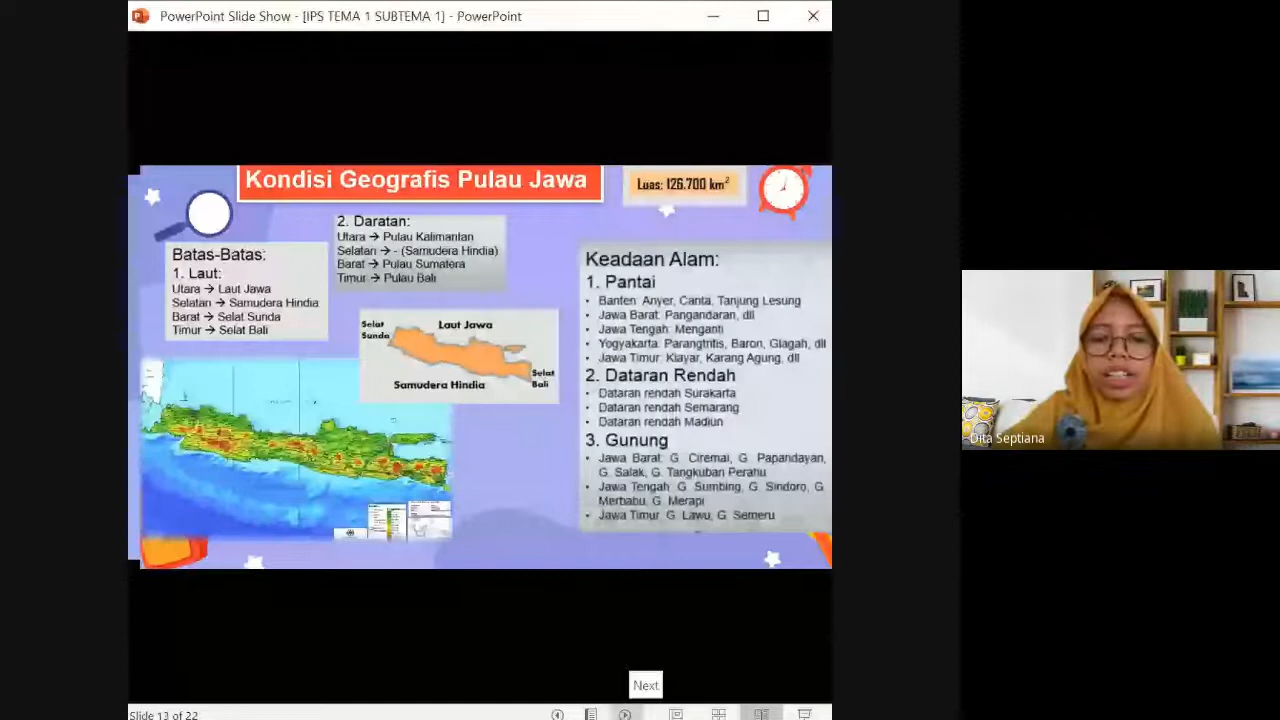 PowerPoint Slide Show - [IPS TEMA 1 SUBTEMA 1] - PowerPoint
Kondisi Geografis Pulau Jawa
Luas: 126.700 km²
Batas-Batas:
1. Laut:
Utara → Laut Jawa
Selatan → Samudera Hindia
Barat → Selat Sunda
Timur → Selat Bali
2. Daratan:
Utara → Pulau Kalimantan
Selatan → - (Samudera Hindia)
Barat → Pulau Sumatera
Timur → Pulau Bali
Selat
Sunda
Laut Jawa
Samudera Hindia
Selat
Bali
Keadaan Alam:
1. Pantai
• Banten: Anyer, Carita, Tanjung Lesung
• Jawa Barat: Pangandaran, dll
• Jawa Tengah: Menganti
• Yogyakarta: Parangtritis, Baron, Glagah, dll
• Jawa Timur: Klayar, Karang Agung, dll
2. Dataran Rendah
• Dataran rendah Surakarta
• Dataran rendah Semarang
• Dataran rendah Madiun
3. Gunung
• Jawa Barat: G. Ciremai, G. Papandayan,
G. Salak, G. Tangkuban Perahu
• Jawa Tengah: G. Sumbing, G. Sindoro, G.
Merbabu, G. Merapi
• Jawa Timur: G. Lawu, G. Semeru
Dita Septiana
Next
Slide 13 of 22